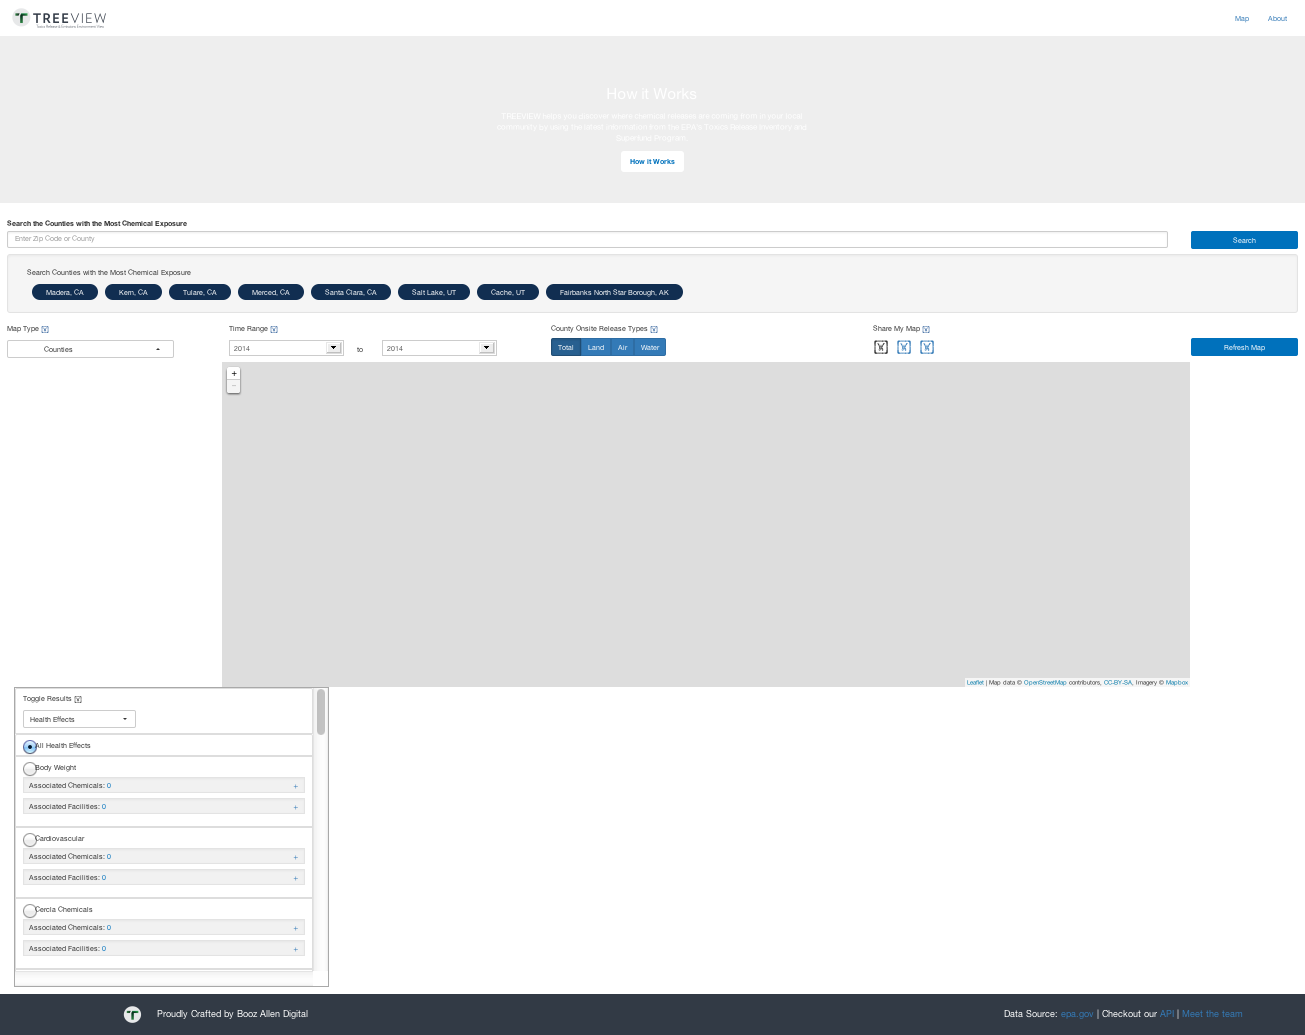 TREEVIEW
Map About
How it Works
TREEVIEW helps you discover where chemical releases are coming from in your local
community by using the latest information from the EPA's Toxics Release Inventory and
Superfund Program.
How it Works
Search the Counties with the Most Chemical Exposure
Enter Zip Code or County
Search
Search Counties with the Most Chemical Exposure
Madera, CA Kern, CA Tulare, CA Merced, CA Santa Clara, CA Salt Lake, UT Cache, UT Fairbanks North Star Borough, AK
Map Type Time Range County Onsite Release Types Share My Map
Counties 2014 to 2014 Total Land Air Water Refresh Map
+
−
Leaflet | Map data © OpenStreetMap contributors, CC-BY-SA, Imagery © Mapbox
Toggle Results
Health Effects
All Health Effects
Body Weight
Associated Chemicals: 0 +
Associated Facilities: 0 +
Cardiovascular
Associated Chemicals: 0 +
Associated Facilities: 0 +
Cercla Chemicals
Associated Chemicals: 0 +
Associated Facilities: 0 +
Proudly Crafted by Booz Allen Digital
Data Source: epa.gov | Checkout our API | Meet the team